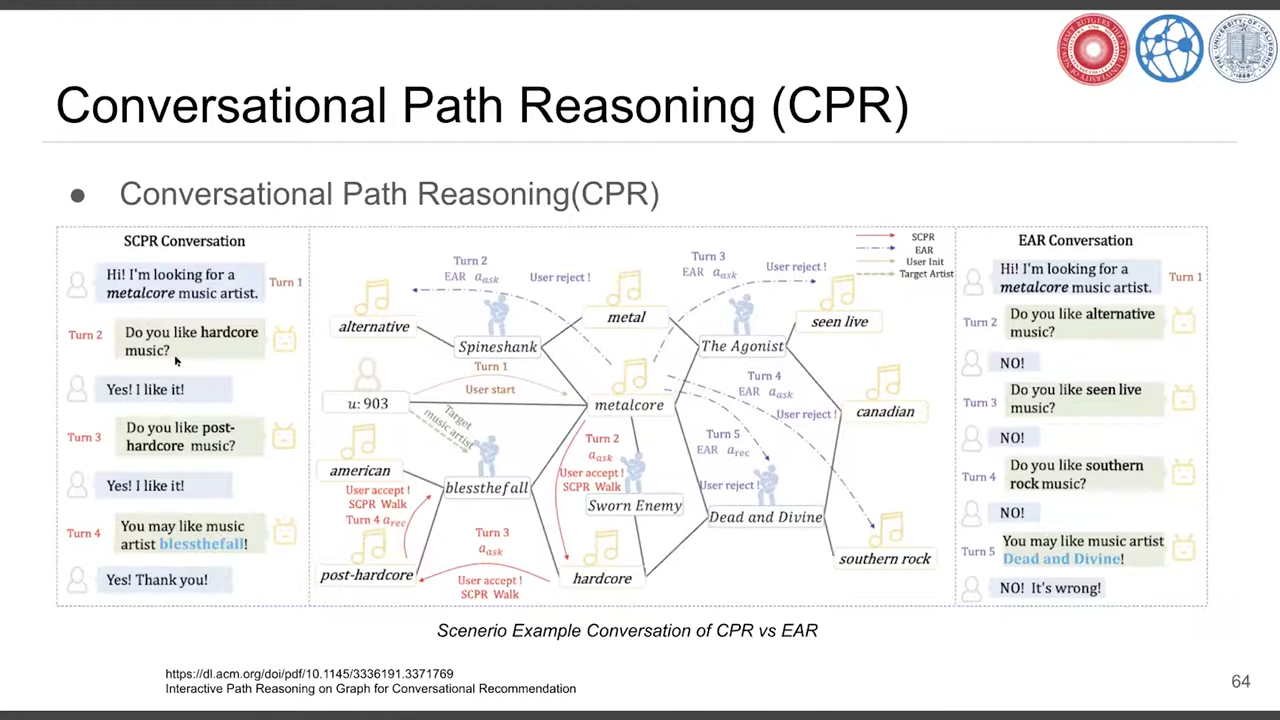 Conversational Path Reasoning (CPR)
● Conversational Path Reasoning(CPR)
SCPR Conversation
Hi! I'm looking for a
metalcore music artist.
Turn 1
Turn 2
Do you like hardcore
music?
Yes! I like it!
Turn 3
Do you like post-
hardcore music?
Yes! I like it!
Turn 4
You may like music
artist blessthefall!
Yes! Thank you!
SCPR
EAR
User Init
Target Artist
Turn 2
EAR a_ask
User reject !
Turn 3
EAR a_ask
User reject !
alternative
metal
seen live
Spineshank
The Agonist
Turn 1
User start
u: 903
metalcore
Turn 4
EAR a_ask
User reject !
canadian
Target
music artist
american
blessthefall
Turn 2
a_ask
User accept !
SCPR Walk
Turn 5
EAR a_rec
User reject !
User accept !
SCPR Walk
Turn 4 a_rec
Sworn Enemy
Dead and Divine
Turn 3
a_ask
User accept !
SCPR Walk
post-hardcore
hardcore
southern rock
EAR Conversation
Hi! I'm looking for a
metalcore music artist.
Turn 1
Turn 2
Do you like alternative
music?
NO!
Turn 3
Do you like seen live
music?
NO!
Turn 4
Do you like southern
rock music?
NO!
Turn 5
You may like music artist
Dead and Divine!
NO! It's wrong!
Scenerio Example Conversation of CPR vs EAR
https://dl.acm.org/doi/pdf/10.1145/3336191.3371769
Interactive Path Reasoning on Graph for Conversational Recommendation
64